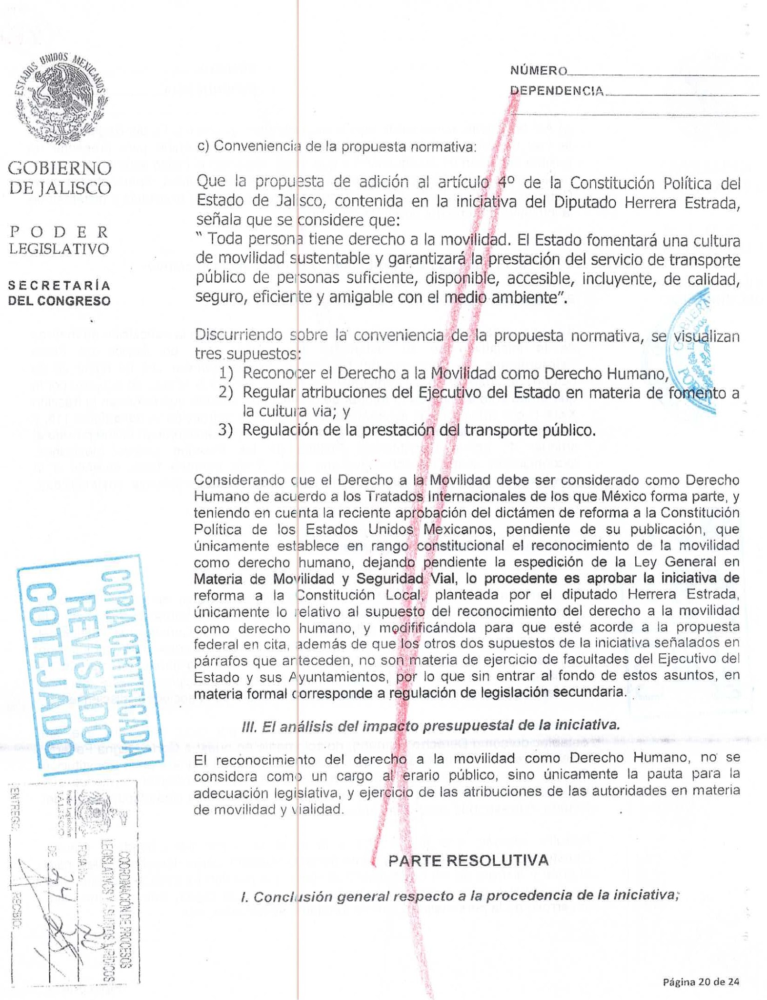 ESTADOS UNIDOS MEXICANOS
GOBIERNO
DE JALISCO
PODER
LEGISLATIVO
SECRETARÍA
DEL CONGRESO
NÚMERO
DEPENDENCIA
c) Conveniencia de la propuesta normativa:
Que la propuesta de adición al artículo 4º de la Constitución Política del
Estado de Jalisco, contenida en la iniciativa del Diputado Herrera Estrada,
señala que se considere que:
“ Toda persona tiene derecho a la movilidad. El Estado fomentará una cultura
de movilidad sustentable y garantizará la prestación del servicio de transporte
público de personas suficiente, disponible, accesible, incluyente, de calidad,
seguro, eficiente y amigable con el medio ambiente”.
Discurriendo sobre la conveniencia de la propuesta normativa, se visualizan
tres supuestos:
1) Reconocer el Derecho a la Movilidad como Derecho Humano,
2) Regular atribuciones del Ejecutivo del Estado en materia de fomento a
la cultura via; y
3) Regulación de la prestación del transporte público.
Considerando que el Derecho a la Movilidad debe ser considerado como Derecho
Humano de acuerdo a los Tratados Internacionales de los que México forma parte, y
teniendo en cuenta la reciente aprobación del dictámen de reforma a la Constitución
Política de los Estados Unidos Mexicanos, pendiente de su publicación, que
únicamente establece en rango constitucional el reconocimiento de la movilidad
como derecho humano, dejando pendiente la espedición de la Ley General en
Materia de Movilidad y Seguridad Vial, lo procedente es aprobar la iniciativa de
reforma a la Constitución Local, planteada por el diputado Herrera Estrada,
únicamente lo relativo al supuesto del reconocimiento del derecho a la movilidad
como derecho humano, y modifificándola para que esté acorde a la propuesta
federal en cita, además de que los otros dos supuestos de la iniciativa señalados en
párrafos que anteceden, no son materia de ejercicio de facultades del Ejecutivo del
Estado y sus Ayuntamientos, por lo que sin entrar al fondo de estos asuntos, en
materia formal corresponde a regulación de legislación secundaria.
III. El análisis del impacto presupuestal de la iniciativa.
El reconocimiento del derecho a la movilidad como Derecho Humano, no se
considera como un cargo al erario público, sino únicamente la pauta para la
adecuación legislativa, y ejercicio de las atribuciones de las autoridades en materia
de movilidad y vialidad.
PARTE RESOLUTIVA
I. Conclusión general respecto a la procedencia de la iniciativa;
COPIA CERTIFICADA
REVISADO
COTEJADO
COORDINACIÓN DE PROCESOS
LEGISLATIVOS Y ASUNTOS JURÍDICOS
Poder Legislativo
JALISCO
DE 24
ENTREGÓ:
RECIBIÓ:
Página 20 de 24